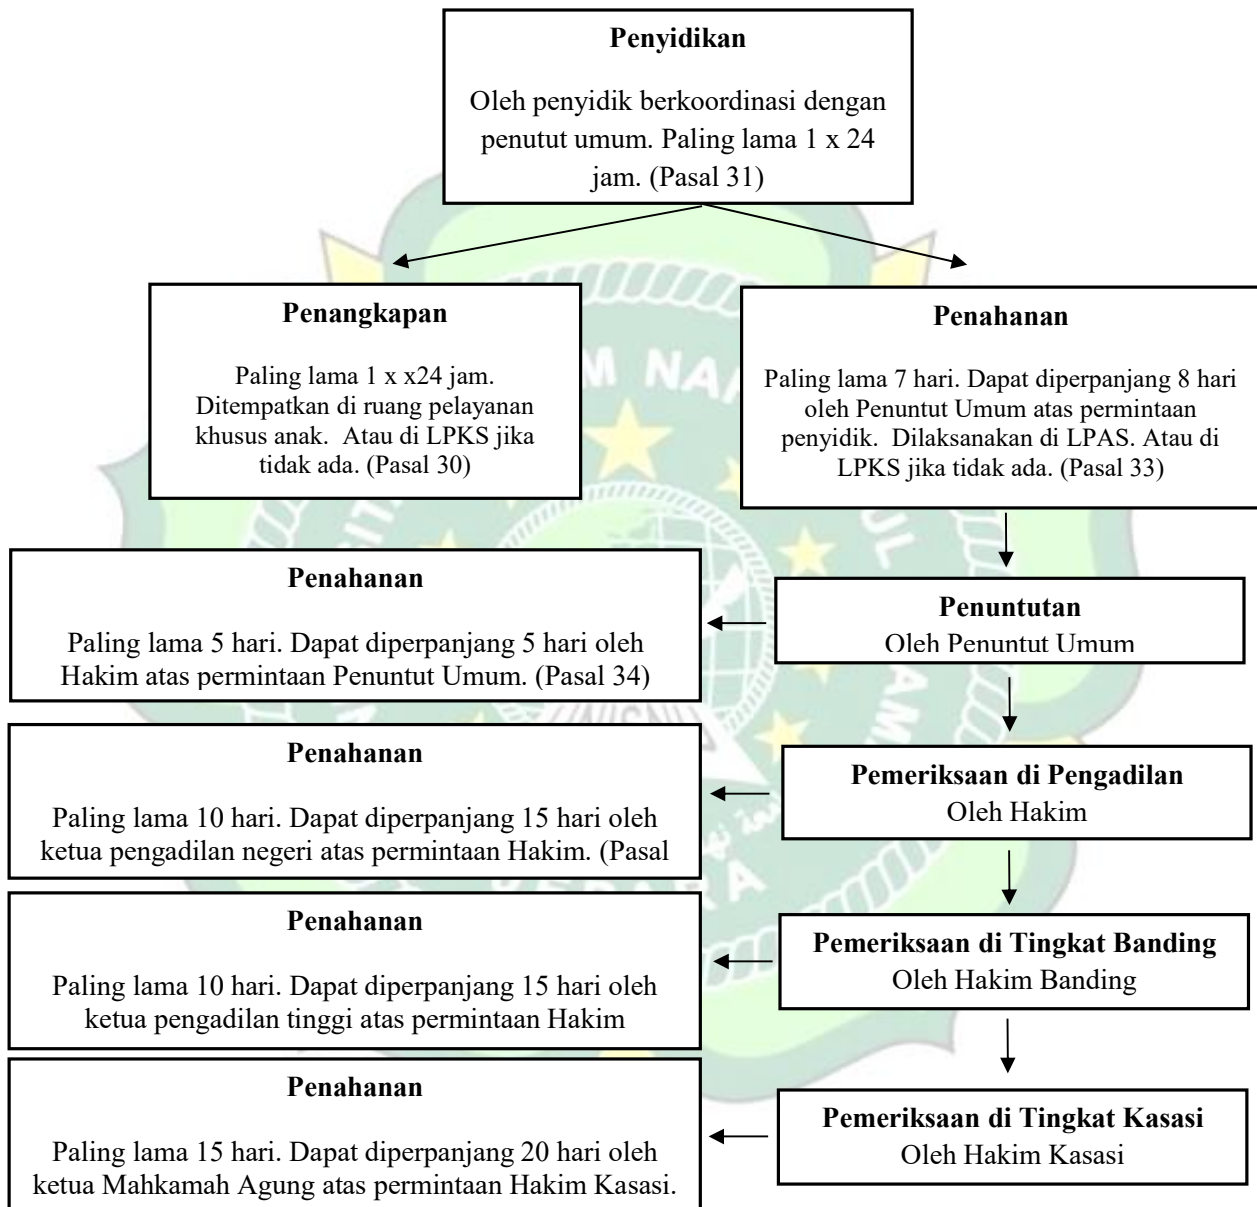 Penyidikan
Oleh penyidik berkoordinasi dengan
penutut umum. Paling lama 1 x 24
jam. (Pasal 31)
Penangkapan
Paling lama 1 x x24 jam.
Ditempatkan di ruang pelayanan
khusus anak. Atau di LPKS jika
tidak ada. (Pasal 30)
Penahanan
Paling lama 7 hari. Dapat diperpanjang 8 hari
oleh Penuntut Umum atas permintaan
penyidik. Dilaksanakan di LPAS. Atau di
LPKS jika tidak ada. (Pasal 33)
Penahanan
Paling lama 5 hari. Dapat diperpanjang 5 hari oleh
Hakim atas permintaan Penuntut Umum. (Pasal 34)
Penuntutan
Oleh Penuntut Umum
Penahanan
Paling lama 10 hari. Dapat diperpanjang 15 hari oleh
ketua pengadilan negeri atas permintaan Hakim. (Pasal
Pemeriksaan di Pengadilan
Oleh Hakim
Penahanan
Paling lama 10 hari. Dapat diperpanjang 15 hari oleh
ketua pengadilan tinggi atas permintaan Hakim
Pemeriksaan di Tingkat Banding
Oleh Hakim Banding
Penahanan
Paling lama 15 hari. Dapat diperpanjang 20 hari oleh
ketua Mahkamah Agung atas permintaan Hakim Kasasi.
Pemeriksaan di Tingkat Kasasi
Oleh Hakim Kasasi